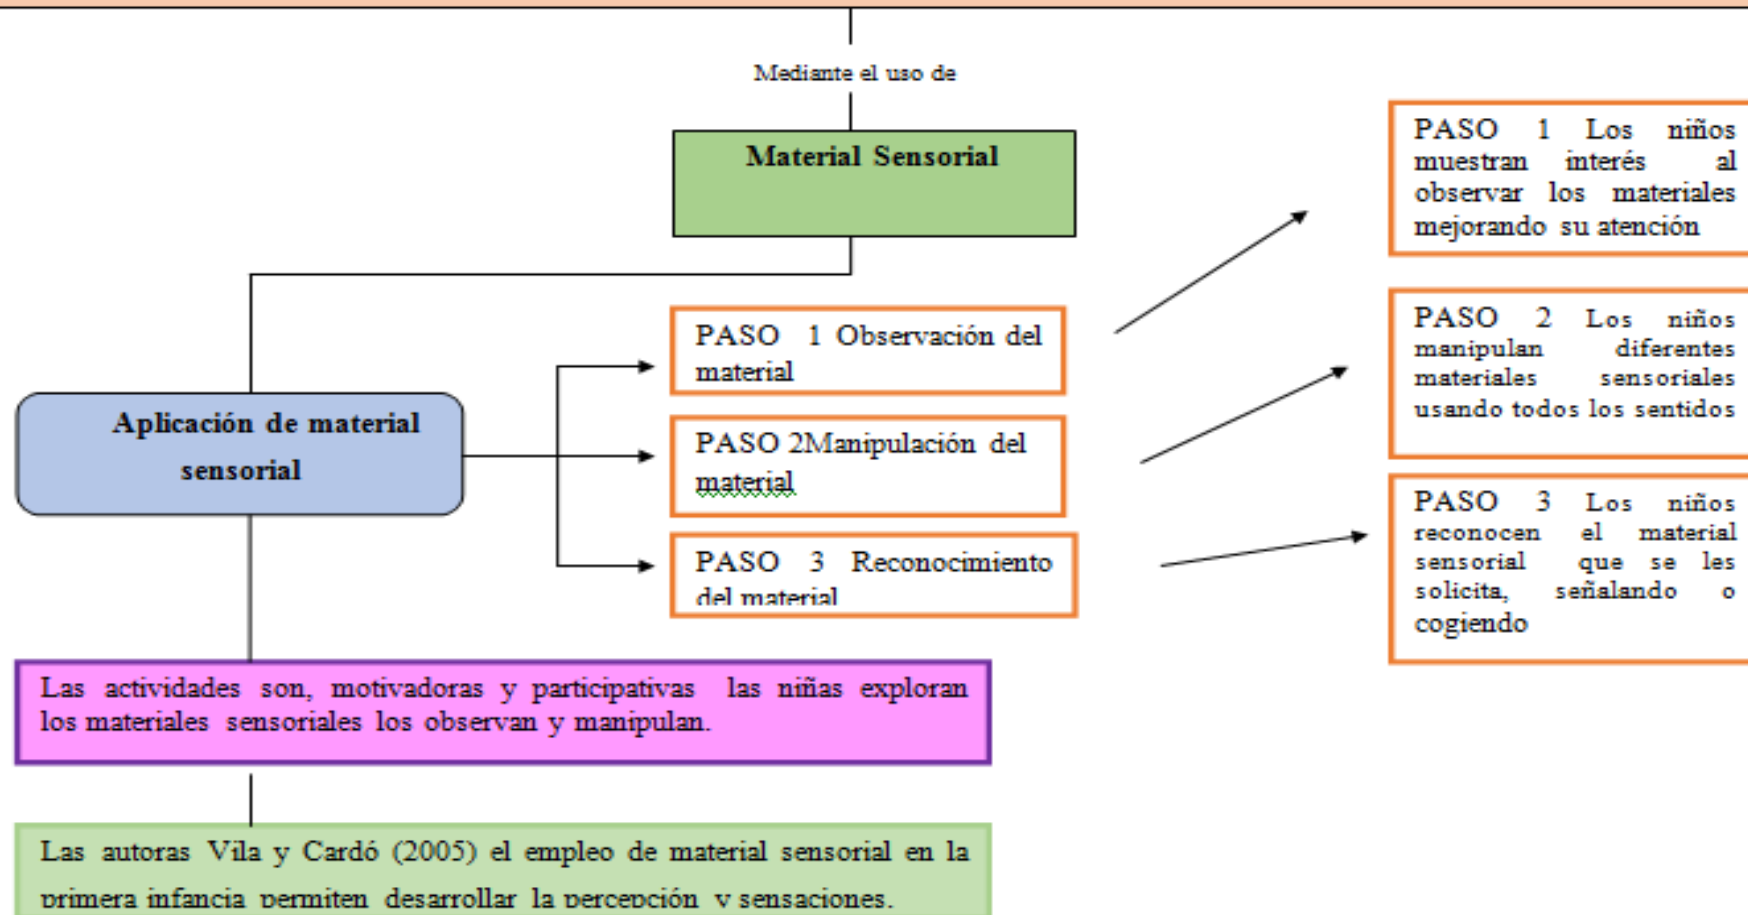 Mediante el uso de
Material Sensorial
PASO 1 Observación del
material
PASO 2Manipulación del
material
PASO 3 Reconocimiento
del material
PASO 1 Los niños
muestran interés al
observar los materiales
mejorando su atención
PASO 2 Los niños
manipulan diferentes
materiales sensoriales
usando todos los sentidos
PASO 3 Los niños
reconocen el material
sensorial que se les
solicita, señalando o
cogiendo
Aplicación de material
sensorial
Las actividades son, motivadoras y participativas las niñas exploran
los materiales sensoriales los observan y manipulan.
Las autoras Vila y Cardó (2005) el empleo de material sensorial en la
primera infancia permiten desarrollar la percepción y sensaciones.